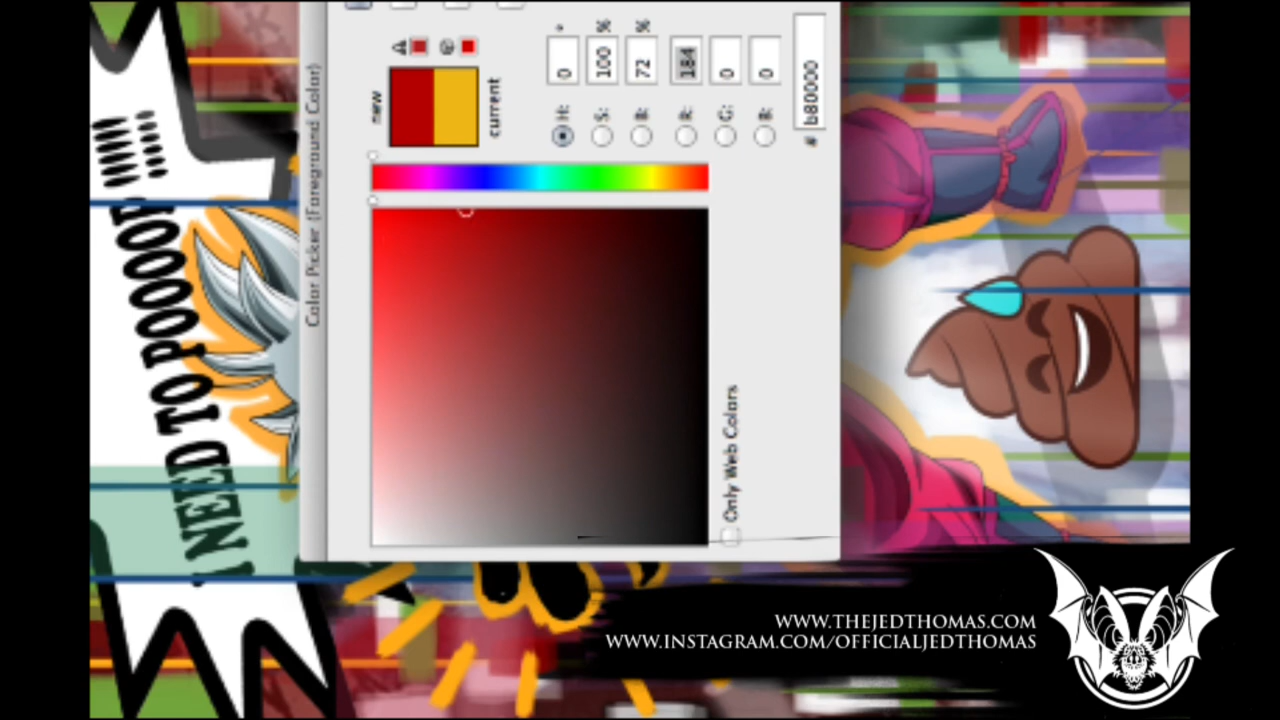 I NEED TO POOOOP !!!!!
Color Picker (Foreground Color)
new
current
H: 0 °
S: 100 %
B: 72 %
R: 184
G: 0
B: 0
# b80000
Only Web Colors
WWW.THEJEDTHOMAS.COM
WWW.INSTAGRAM.COM/OFFICIALJEDTHOMAS